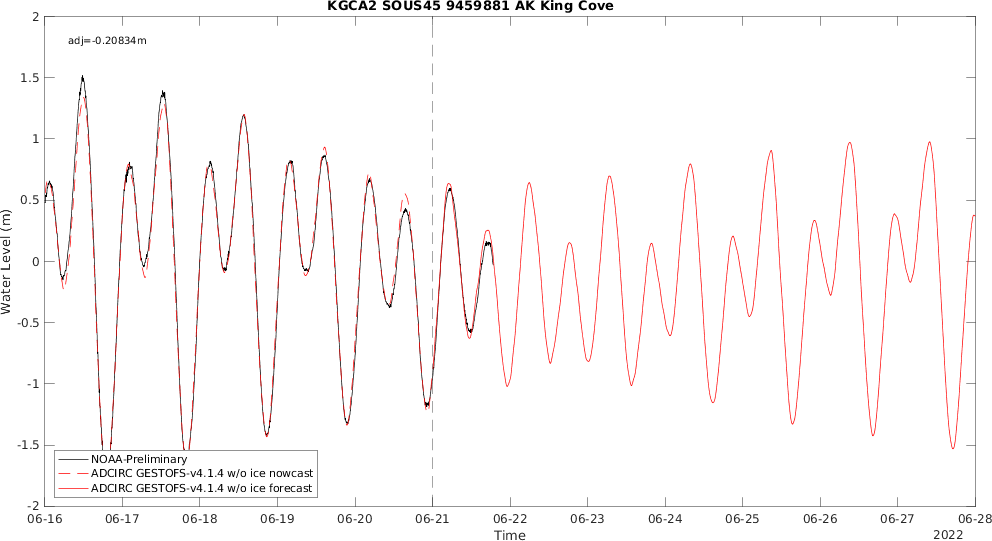 KGCA2 SOUS45 9459881 AK King Cove
adj=-0.20834m
2
1.5
1
0.5
0
-0.5
-1
-1.5
-2
Water Level (m)
NOAA-Preliminary
ADCIRC GESTOFS-v4.1.4 w/o ice nowcast
ADCIRC GESTOFS-v4.1.4 w/o ice forecast
06-16 06-17 06-18 06-19 06-20 06-21 06-22 06-23 06-24 06-25 06-26 06-27 06-28
Time
2022